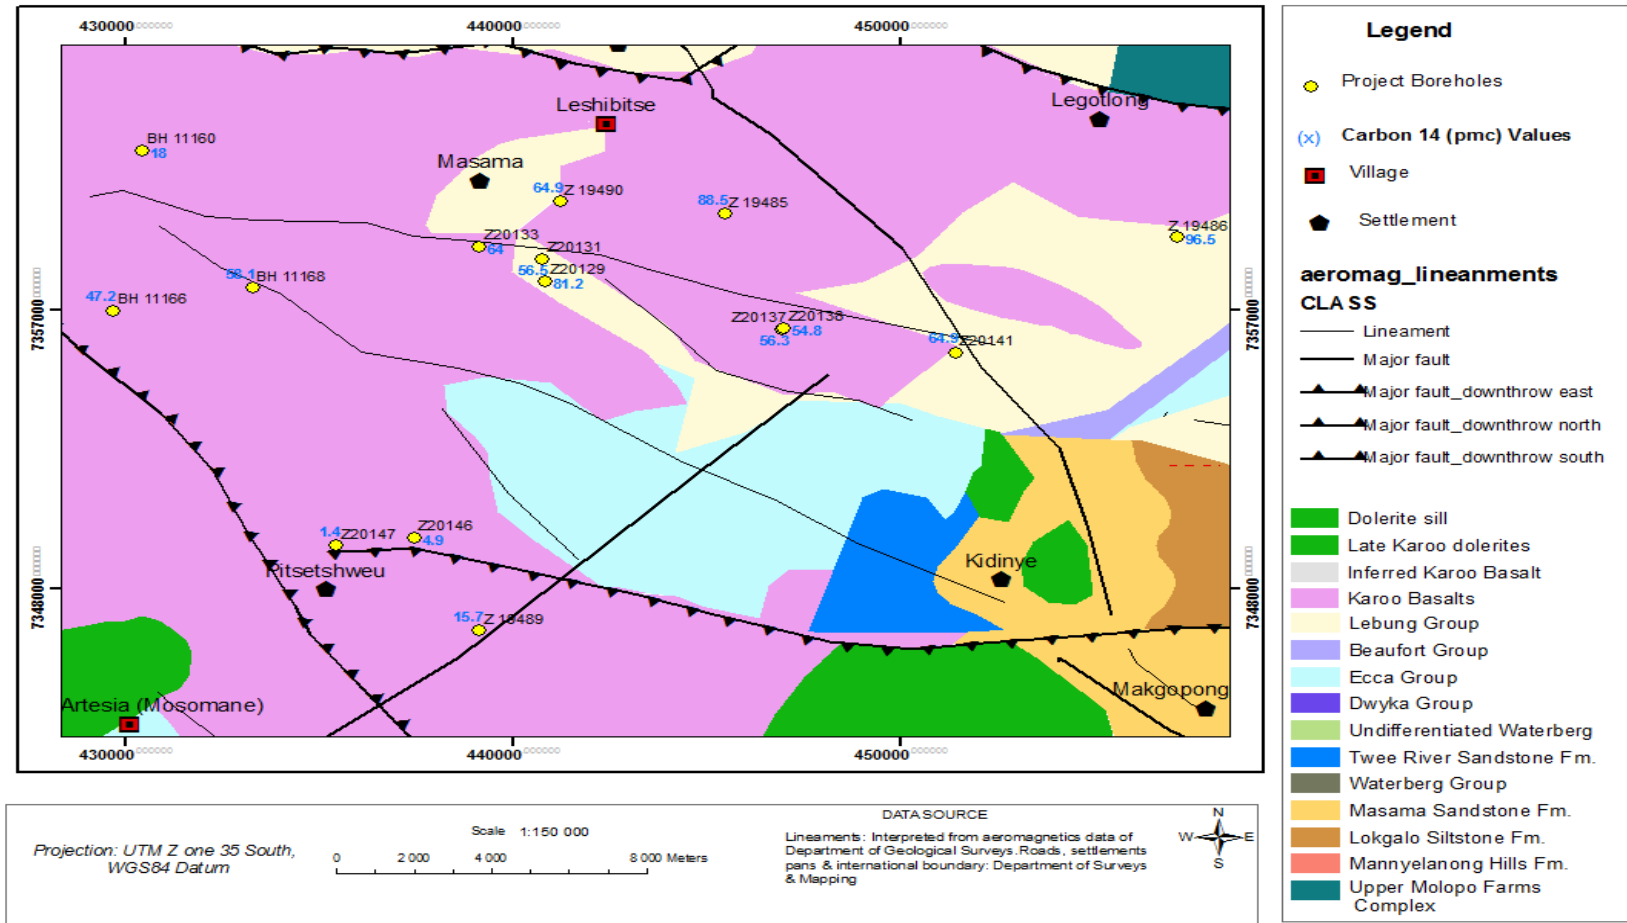 430000
440000
450000
Leshibitse
Legotlong
BH 11160
18
Masama
64.9
Z 19490
88.5
Z 19485
Z 19486
96.5
Z20133
64
Z20131
56.5
Z20129
81.2
58.1
BH 11168
47.2
BH 11166
7357000
7357000
Z20137
Z20138
54.8
56.3
64.9
Z20141
1.4
Z20147
Z20146
4.9
Pitsetshweu
Kidinye
7348000
7348000
15.7
Z 19489
Artesia (Mosomane)
Makgopong
430000
440000
450000
Legend
Project Boreholes
(x) Carbon 14 (pmc) Values
Village
Settlement
aeromag_lineanments
CLASS
Lineament
Major fault
Major fault_downthrow east
Major fault_downthrow north
Major fault_downthrow south
Dolerite sill
Late Karoo dolerites
Inferred Karoo Basalt
Karoo Basalts
Lebung Group
Beaufort Group
Ecca Group
Dwyka Group
Undifferentiated Waterberg
Twee River Sandstone Fm.
Waterberg Group
Masama Sandstone Fm.
Lokgalo Siltstone Fm.
Mannyelanong Hills Fm.
Upper Molopo Farms
Complex
Projection: UTM Z one 35 South,
WGS84 Datum
Scale 1:150 000
0 2 000 4 000 8 000 Meters
DATA SOURCE
Lineaments: Interpreted from aeromagnetics data of
Department of Geological Surveys.Roads, settlements
pans & international boundary: Department of Surveys
& Mapping
N
W E
S